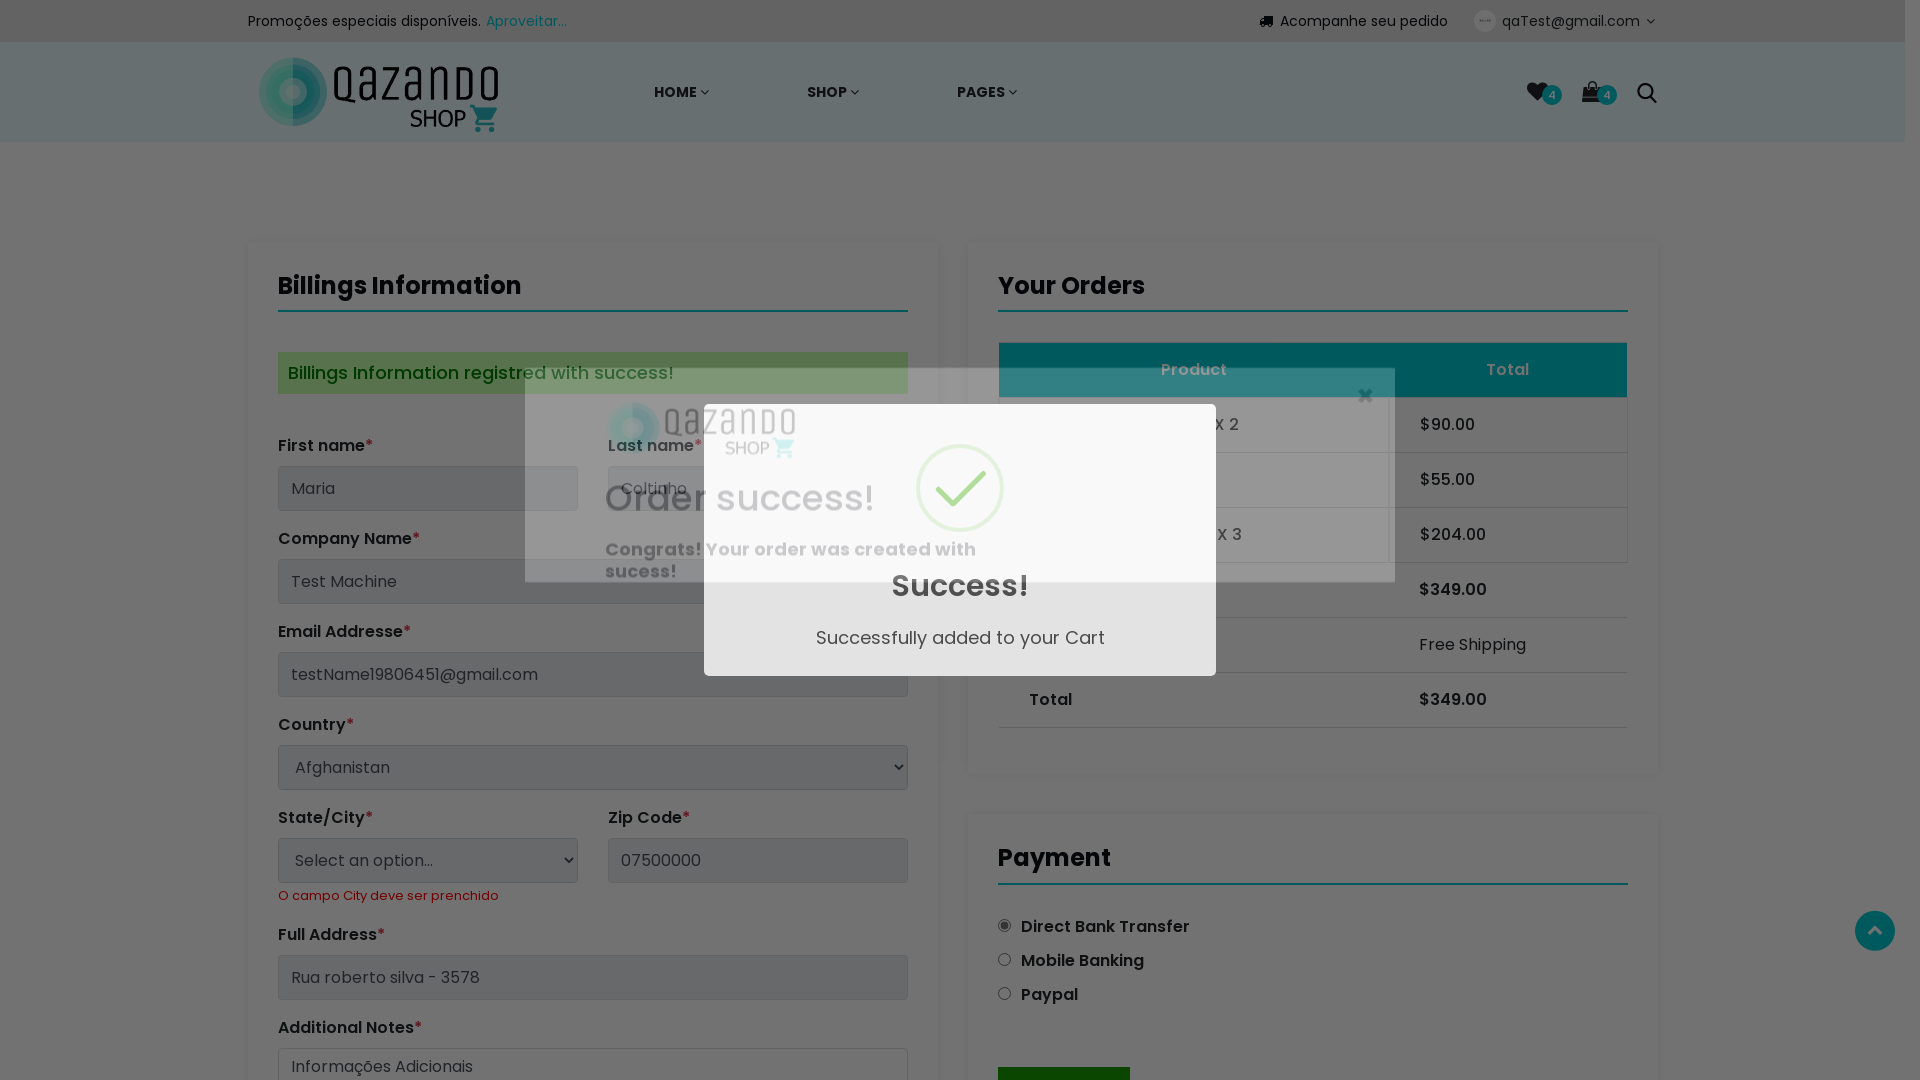 Promoções especiais disponíveis. Aproveitar...
Acompanhe seu pedido
qaTest@gmail.com
QAZANDO
SHOP
HOME
SHOP
PAGES
4
4
Billings Information
Billings Information registred with success!
First name*
Last name*
Maria
Coltinho
Company Name*
Test Machine
Email Addresse*
testName19806451@gmail.com
Country*
Afghanistan
State/City*
Zip Code*
Select an option...
07500000
O campo City deve ser prenchido
Full Address*
Rua roberto silva - 3578
Additional Notes*
Informações Adicionais
QAZANDO
SHOP
Order success!
Congrats! Your order was created with
sucess!
Success!
Successfully added to your Cart
Your Orders
Product
Total
X 2
$90.00
$55.00
X 3
$204.00
$349.00
Free Shipping
Total
$349.00
Payment
Direct Bank Transfer
Mobile Banking
Paypal